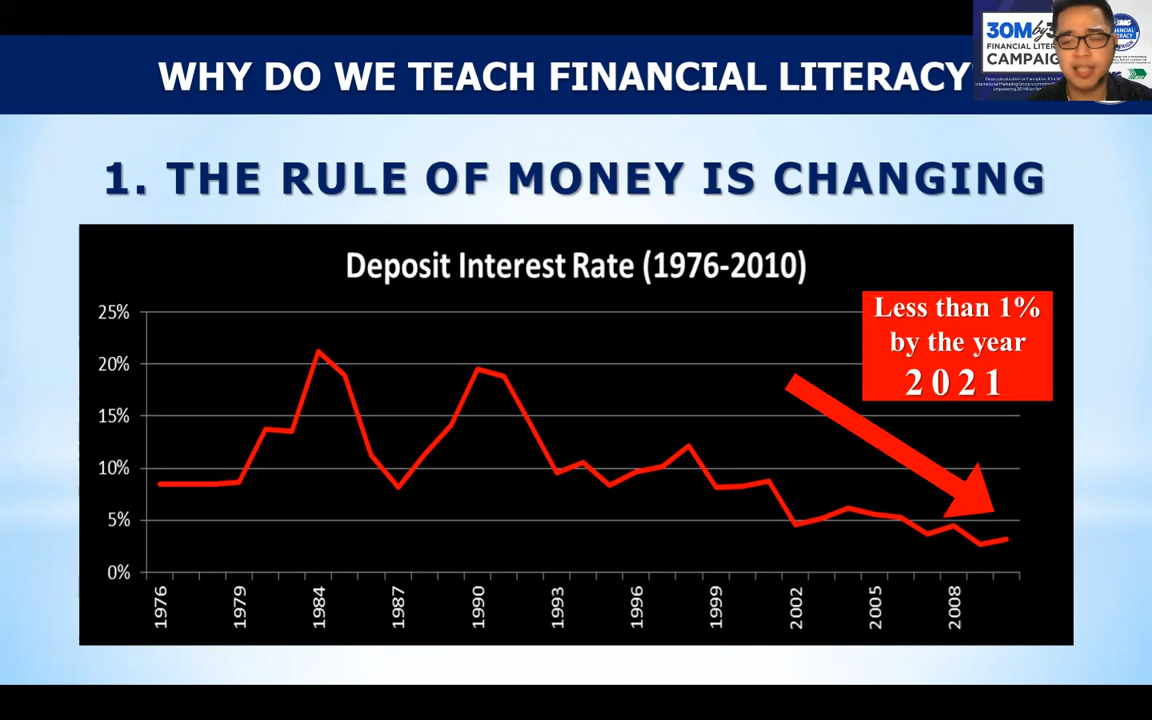 WHY DO WE TEACH FINANCIAL LITERACY
30M by 3
FINANCIAL LITER
CAMPAIG
1. THE RULE OF MONEY IS CHANGING
Deposit Interest Rate (1976-2010)
Less than 1%
by the year
2021
25%
20%
15%
10%
5%
0%
1976
1979
1984
1987
1990
1993
1996
1999
2002
2005
2008